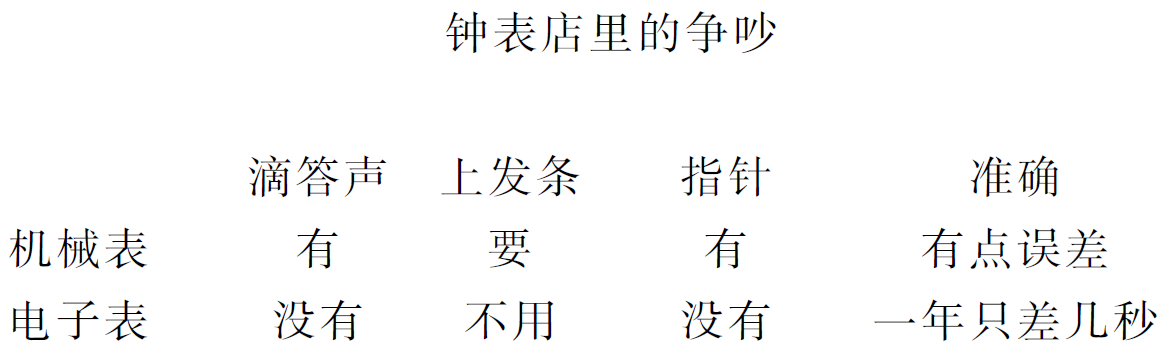 钟表店里的争吵
滴答声 上发条 指针 准确
机械表 有 要 有 有点误差
电子表 没有 不用 没有 一年只差几秒